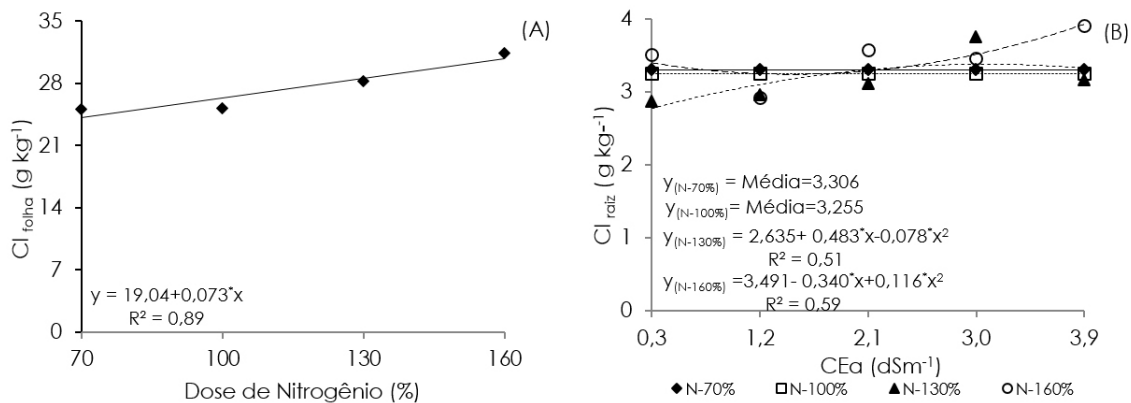 (A)
35
28
21
14
7
0
Cl folha (g kg-1)
y = 19,04+0,073*x
R² = 0,89
70 100 130 160
Dose de Nitrogênio (%)
(B)
4
3
2
1
0
Cl raiz ( g kg-1)
y(N-70%) = Média=3,306
y(N-100%)= Média=3,255
y(N-130%) = 2,635+ 0,483*x-0,078*x²
R² = 0,51
y(N-160%) =3,491- 0,340*x+0,116*x²
R² = 0,59
0,3 1,2 2,1 3,0 3,9
CEa (dSm-1)
N-70% N-100% N-130% N-160%